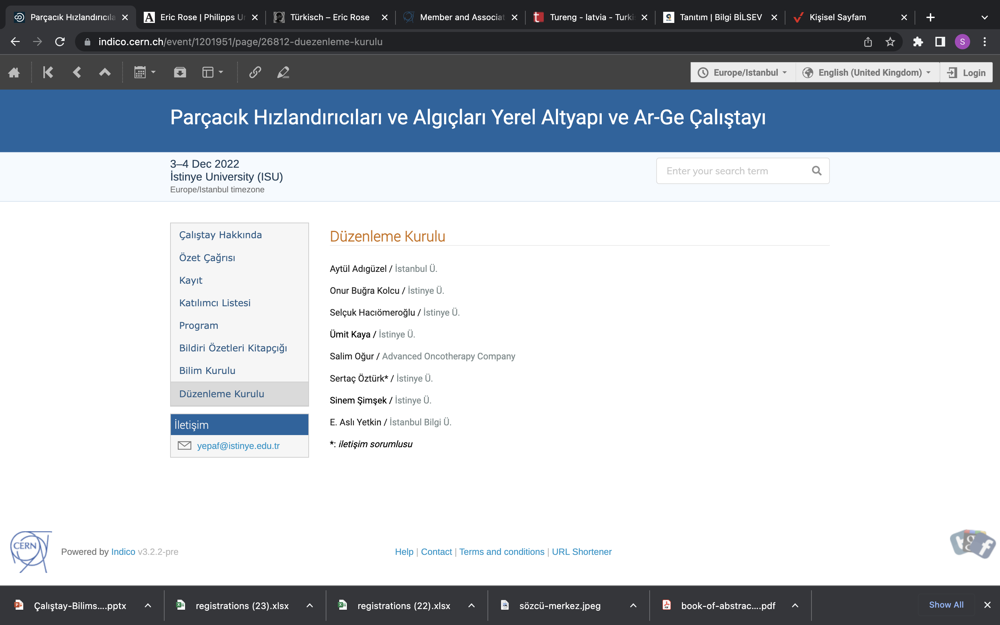 Parçacık Hızlandırıcıla
Eric Rose | Philipps Ur
Türkisch – Eric Rose
Member and Associat
Tureng - latvia - Turki
Tanıtım | Bilgi BİLSEV
Kişisel Sayfam
indico.cern.ch/event/1201951/page/26812-duezenleme-kurulu
S
Europe/Istanbul
English (United Kingdom)
Login
Parçacık Hızlandırıcıları ve Algıçları Yerel Altyapı ve Ar-Ge Çalıştayı
3–4 Dec 2022
İstinye University (ISU)
Europe/Istanbul timezone
Enter your search term
Çalıştay Hakkında
Özet Çağrısı
Kayıt
Katılımcı Listesi
Program
Bildiri Özetleri Kitapçığı
Bilim Kurulu
Düzenleme Kurulu
İletişim
yepaf@istinye.edu.tr
Düzenleme Kurulu
Aytül Adıgüzel / İstanbul Ü.
Onur Buğra Kolcu / İstinye Ü.
Selçuk Hacıömeroğlu / İstinye Ü.
Ümit Kaya / İstinye Ü.
Salim Oğur / Advanced Oncotherapy Company
Sertaç Öztürk* / İstinye Ü.
Sinem Şimşek / İstinye Ü.
E. Aslı Yetkin / İstanbul Bilgi Ü.
*: iletişim sorumlusu
CERN
Powered by Indico v3.2.2-pre
Help | Contact | Terms and conditions | URL Shortener
Çalıştay-Bilims....pptx
registrations (23).xlsx
registrations (22).xlsx
sözcü-merkez.jpeg
book-of-abstrac....pdf
Show All